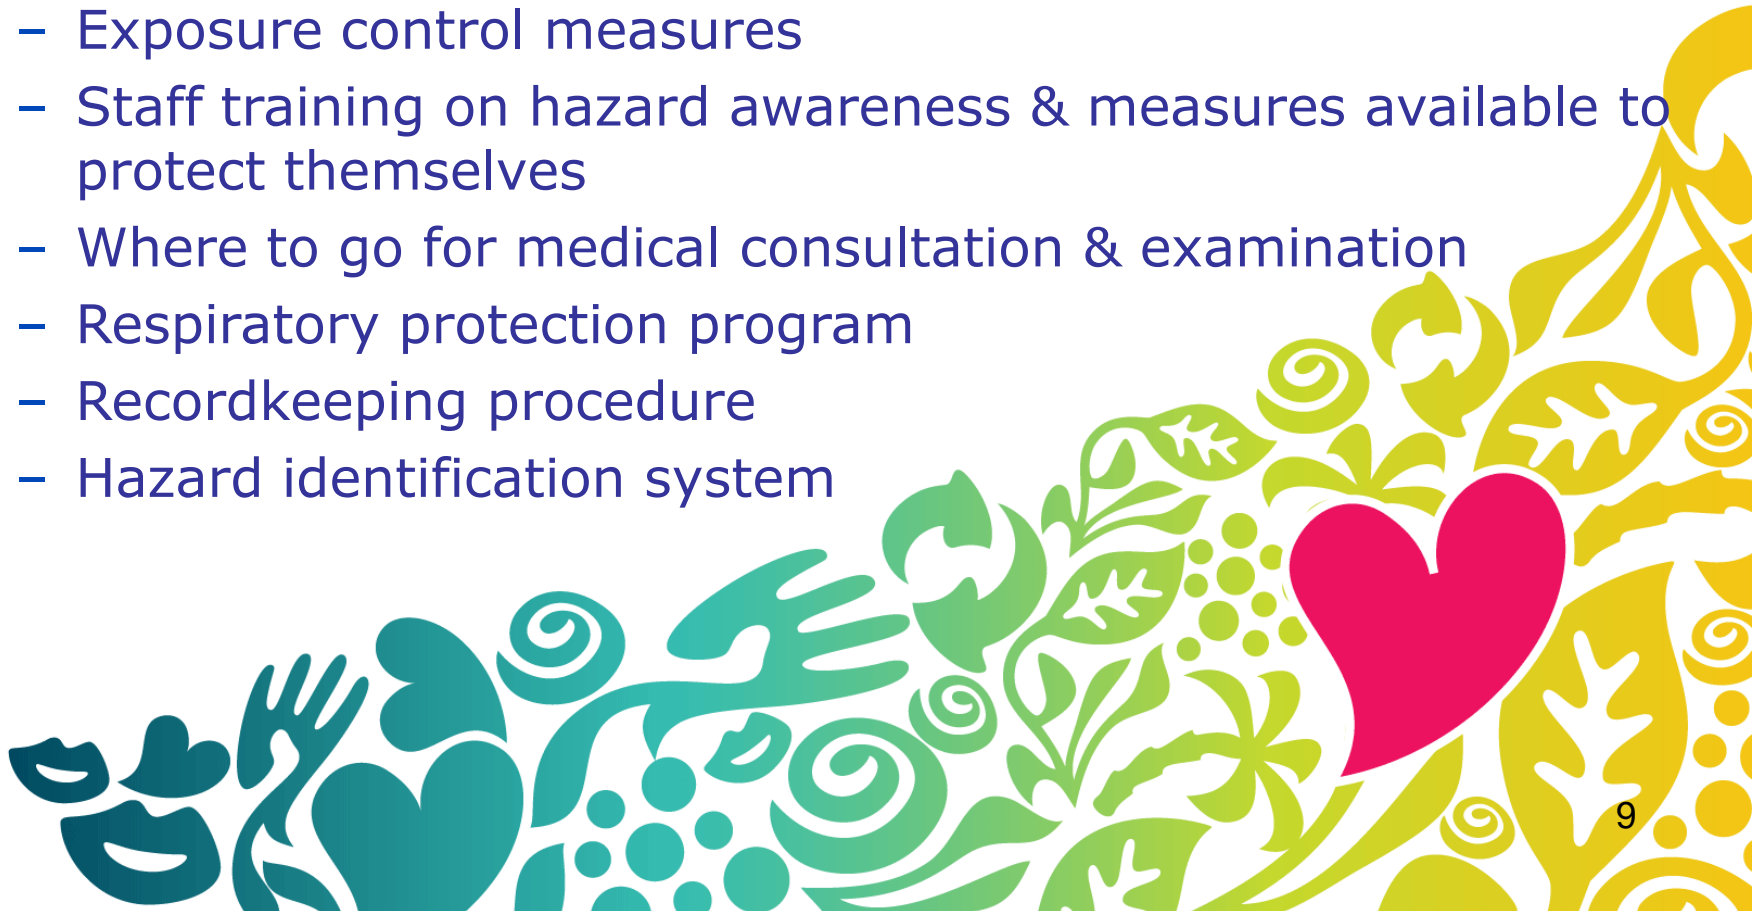 – Exposure control measures
– Staff training on hazard awareness & measures available to
protect themselves
– Where to go for medical consultation & examination
– Respiratory protection program
– Recordkeeping procedure
– Hazard identification system
9